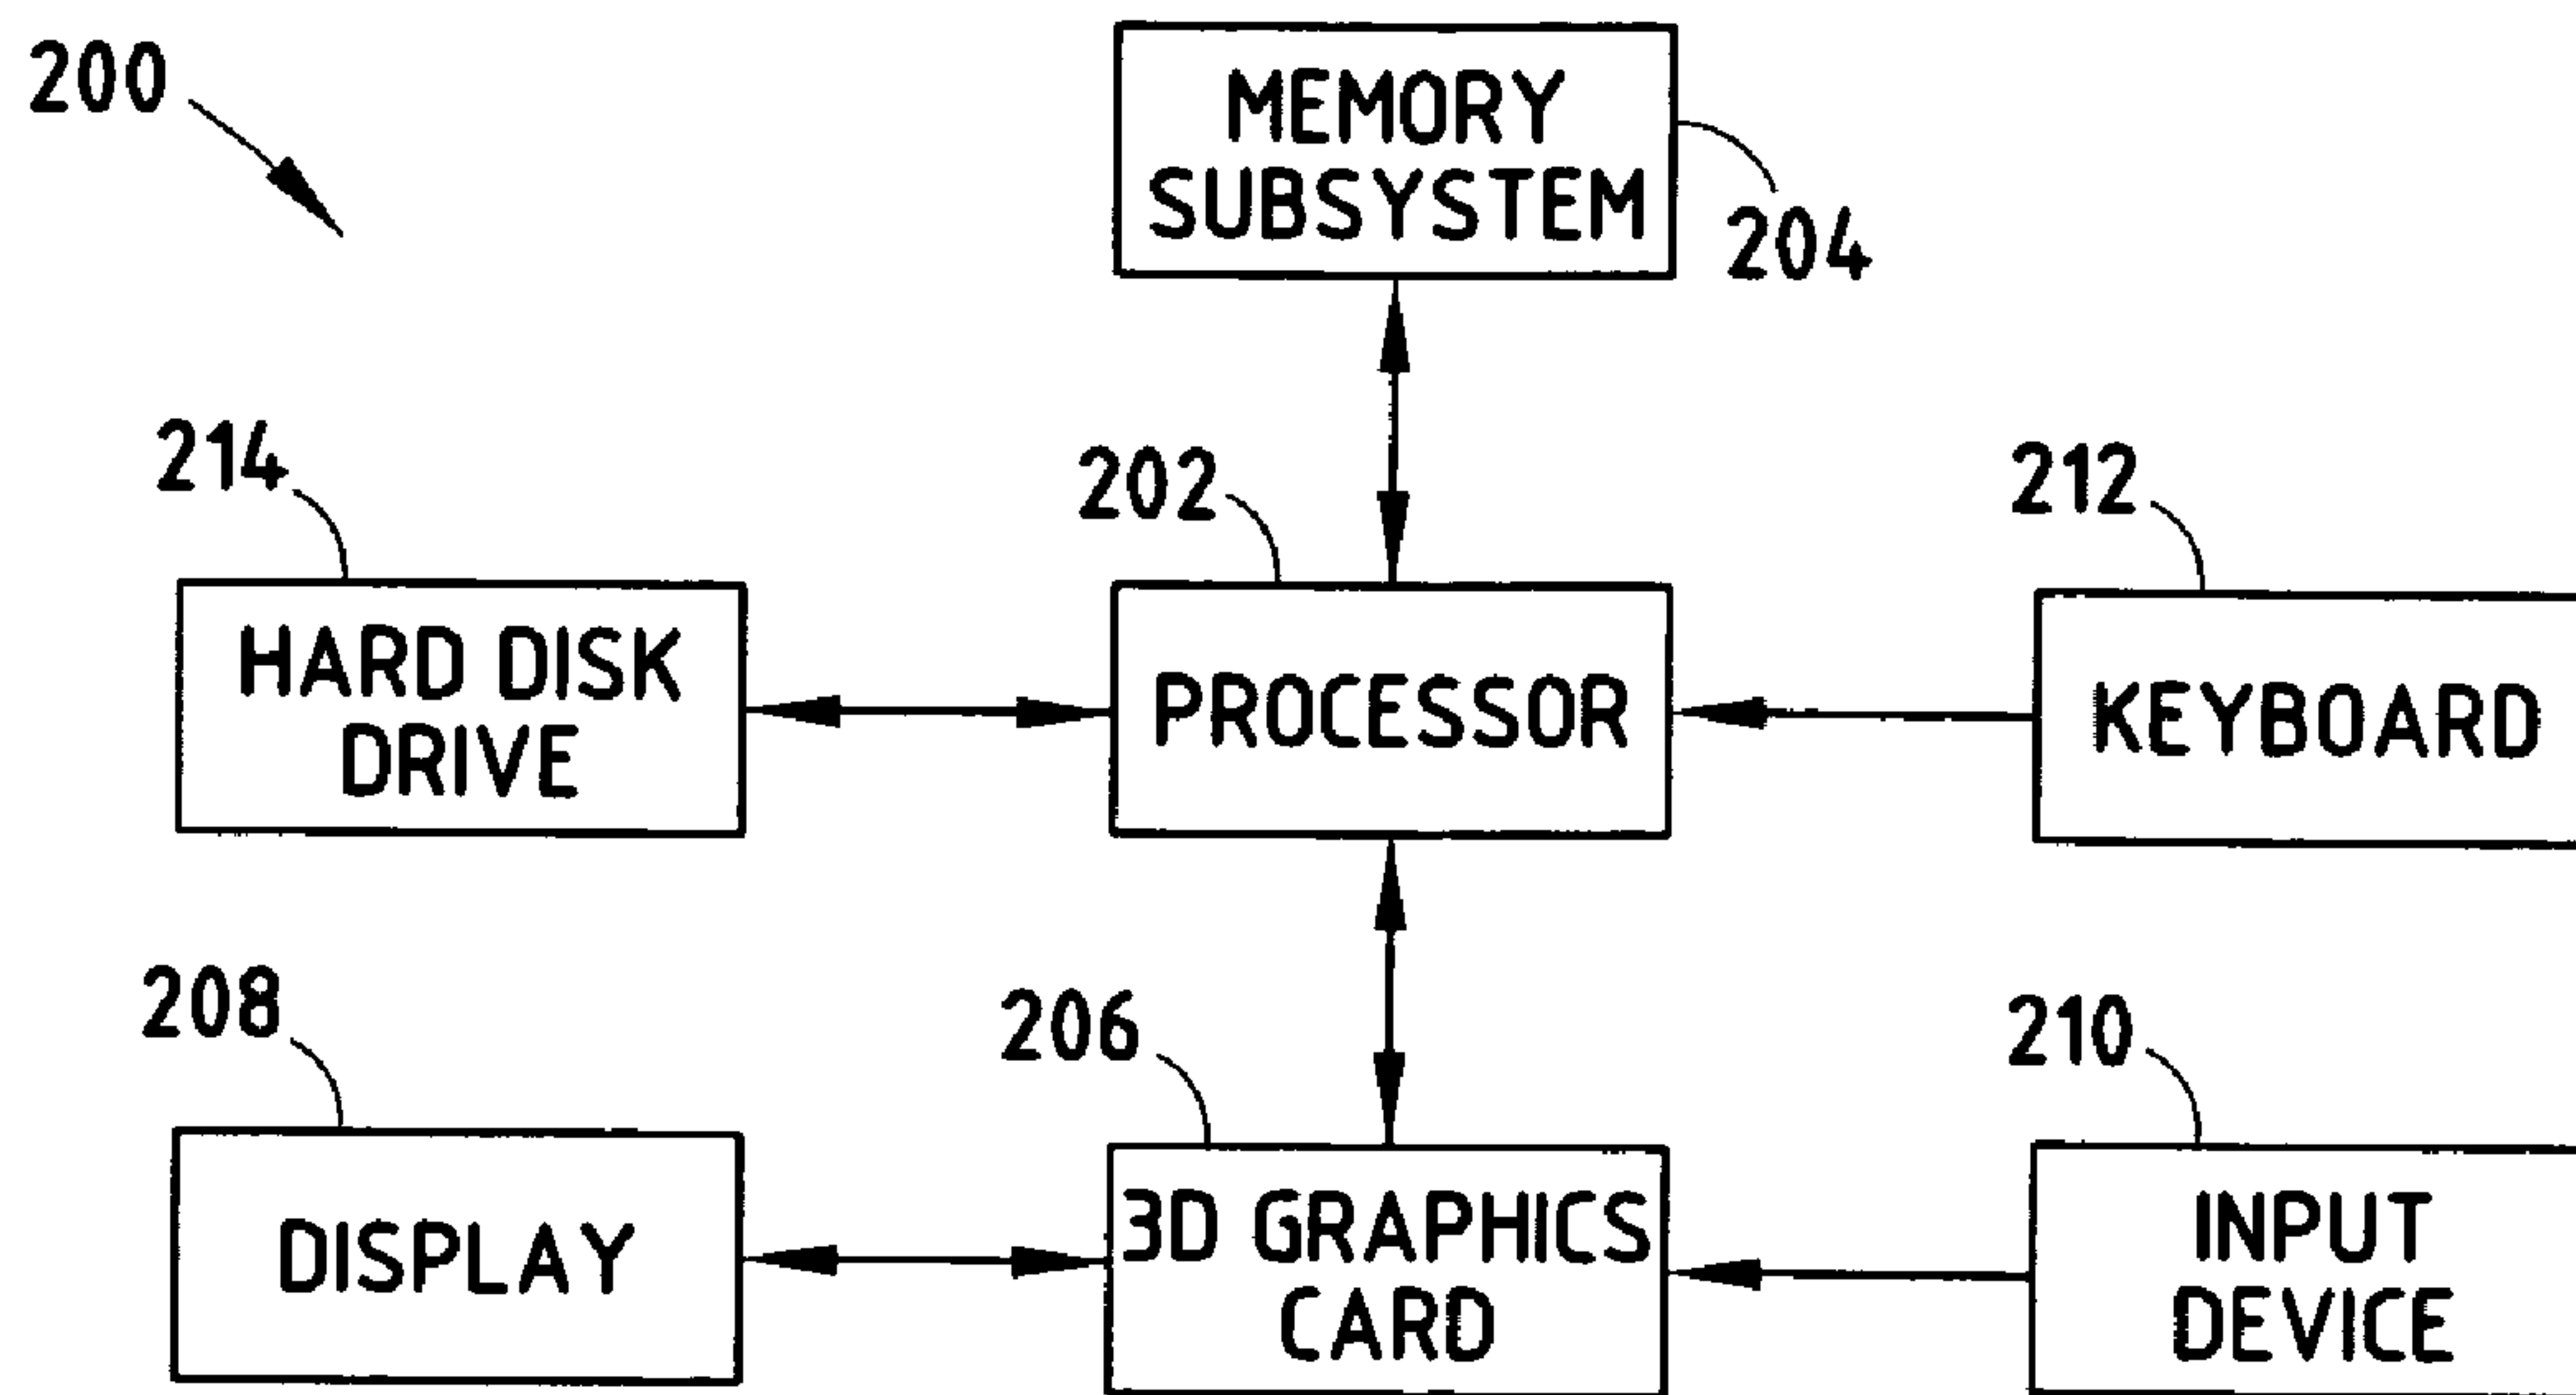 200
MEMORY
SUBSYSTEM
204
214
202
212
HARD DISK
DRIVE
PROCESSOR
KEYBOARD
208
206
210
DISPLAY
3D GRAPHICS
CARD
INPUT
DEVICE